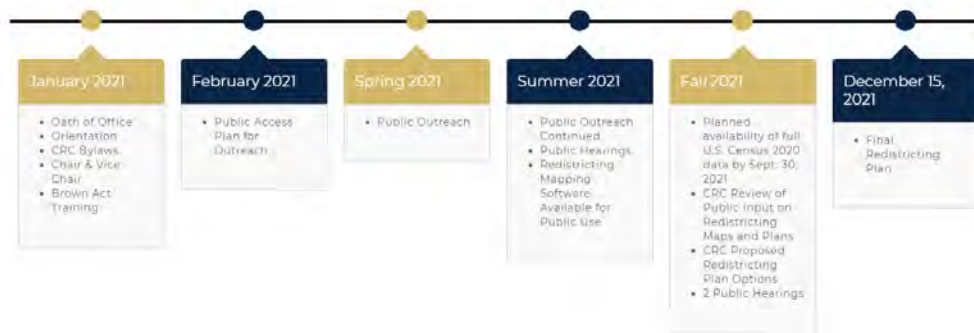 January 2021
• Oath of Office
• Orientation
• CRC Bylaws
• Chair & Vice
Chair
• Brown Act
Training
February 2021
• Public Access
Plan for
Outreach
Spring 2021
• Public Outreach
Summer 2021
• Public Outreach
Continued
• Public Hearings
• Redistricting
Mapping
Software
Available for
Public Use
Fall 2021
• Planned
availability of full
U.S. Census 2020
data by Sept. 30,
2021
• CRC Review of
Public Input on
Redistricting
Maps and Plans
• CRC Proposed
Redistricting
Plan Options
• 2 Public Hearings
December 15,
2021
• Final
Redistricting
Plan